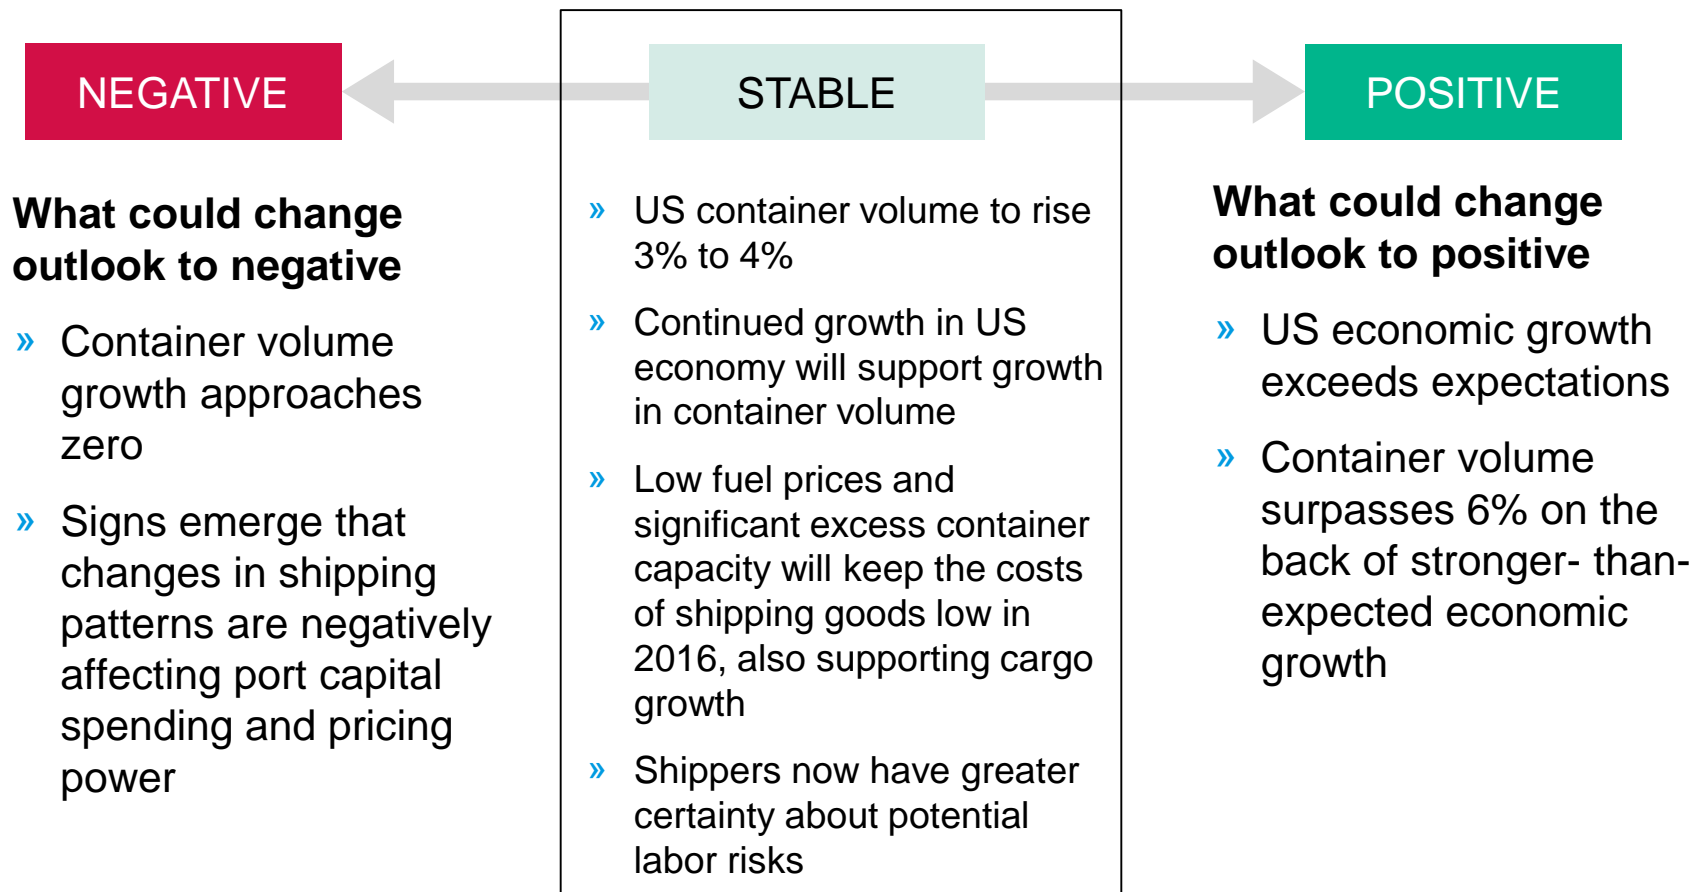 NEGATIVE
What could change
outlook to negative
» Container volume
growth approaches
zero
» Signs emerge that
changes in shipping
patterns are negatively
affecting port capital
spending and pricing
power
STABLE
» US container volume to rise
3% to 4%
» Continued growth in US
economy will support growth
in container volume
» Low fuel prices and
significant excess container
capacity will keep the costs
of shipping goods low in
2016, also supporting cargo
growth
» Shippers now have greater
certainty about potential
labor risks
POSITIVE
What could change
outlook to positive
» US economic growth
exceeds expectations
» Container volume
surpasses 6% on the
back of stronger- than-
expected economic
growth